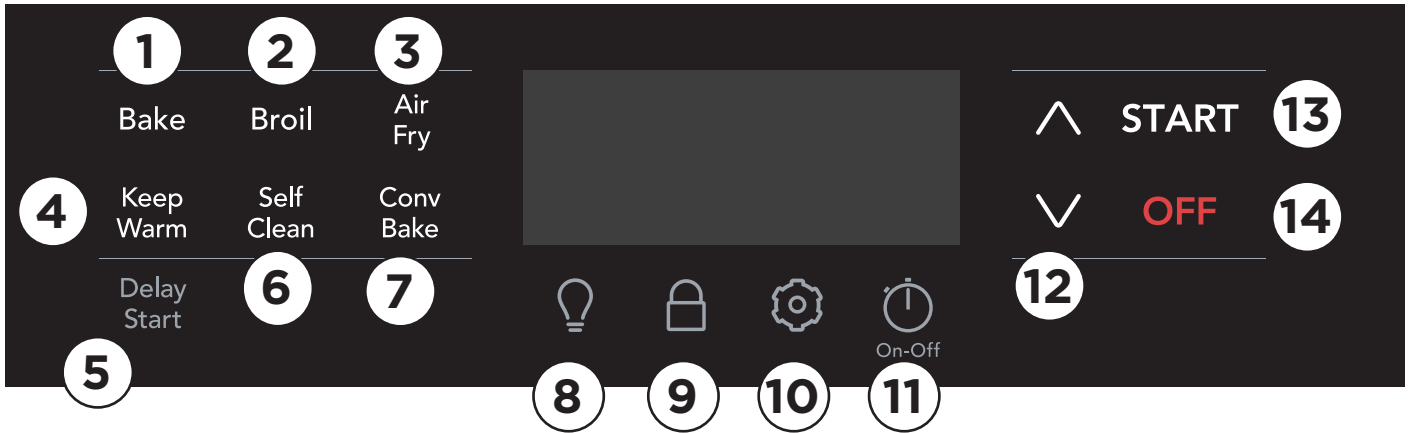 1 2 3
Bake Broil Air
Fry
4 Keep
Warm Self
Clean Conv
Bake
6 7
Delay
Start
5
On-Off
8 9 10 11
START 13
OFF 14
12